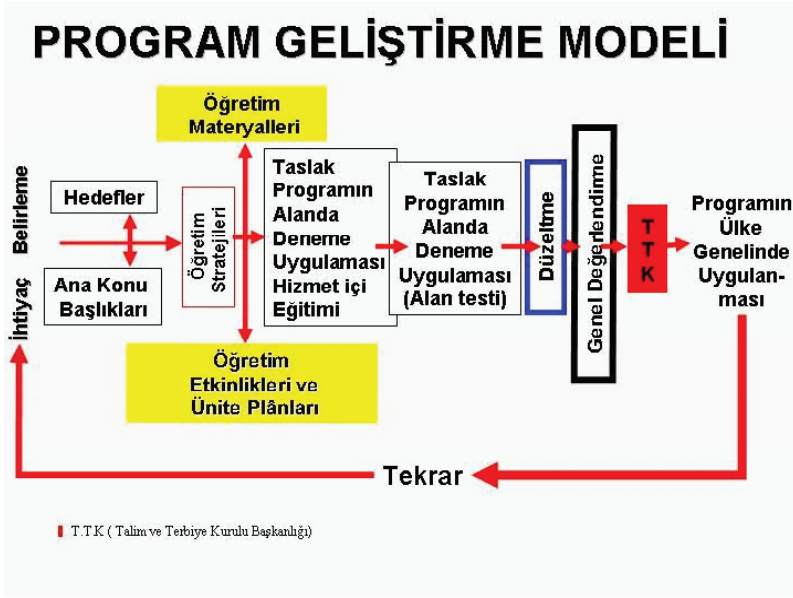 PROGRAM GELİŞTİRME MODELİ
İhtiyaç Belirleme
Hedefler
Ana Konu
Başlıkları
Öğretim
Stratejileri
Öğretim
Materyalleri
Öğretim
Etkinlikleri ve
Ünite Plânları
Taslak
Programın
Alanda
Deneme
Uygulaması
Hizmet içi
Eğitimi
Taslak
Programın
Alanda
Deneme
Uygulaması
(Alan testi)
Düzeltme
Genel Değerlendirme
T
T
K
Programın
Ülke
Genelinde
Uygulan-
ması
Tekrar
T.T.K ( Talim ve Terbiye Kurulu Başkanlığı)